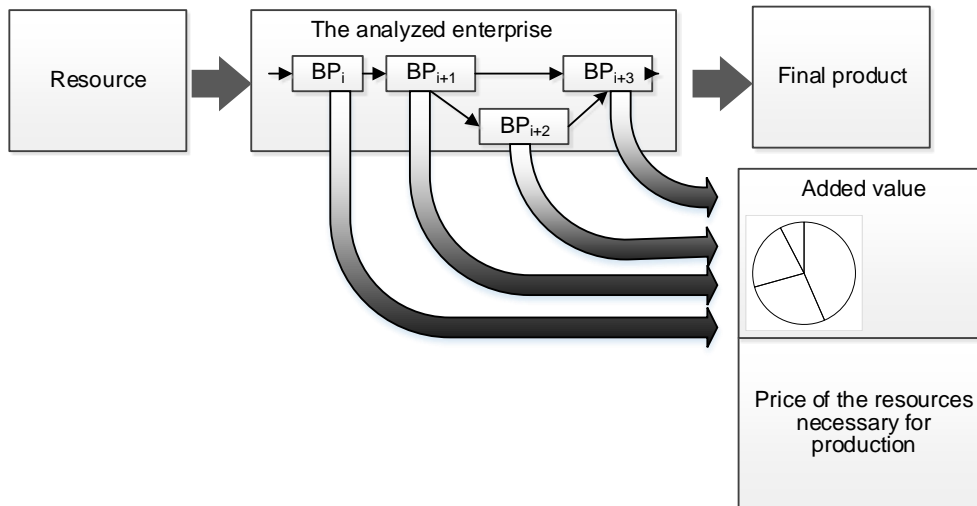 Resource
The analyzed enterprise
BPi
BPi+1
BPi+2
BPi+3
Final product
Added value
Price of the resources
necessary for
production